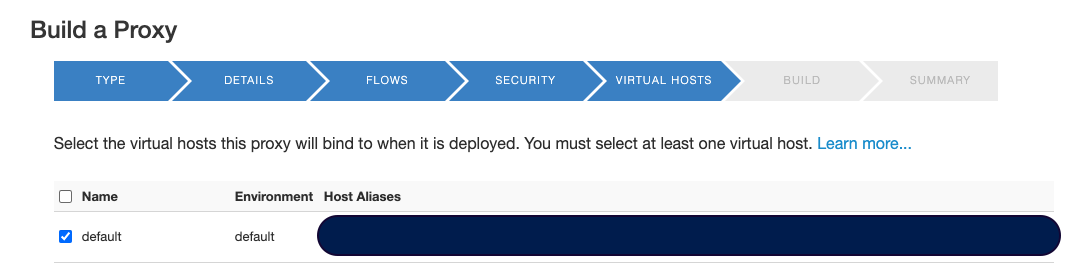 Build a Proxy
TYPE DETAILS FLOWS SECURITY VIRTUAL HOSTS BUILD SUMMARY
Select the virtual hosts this proxy will bind to when it is deployed. You must select at least one virtual host. Learn more...
Name Environment Host Aliases
default default